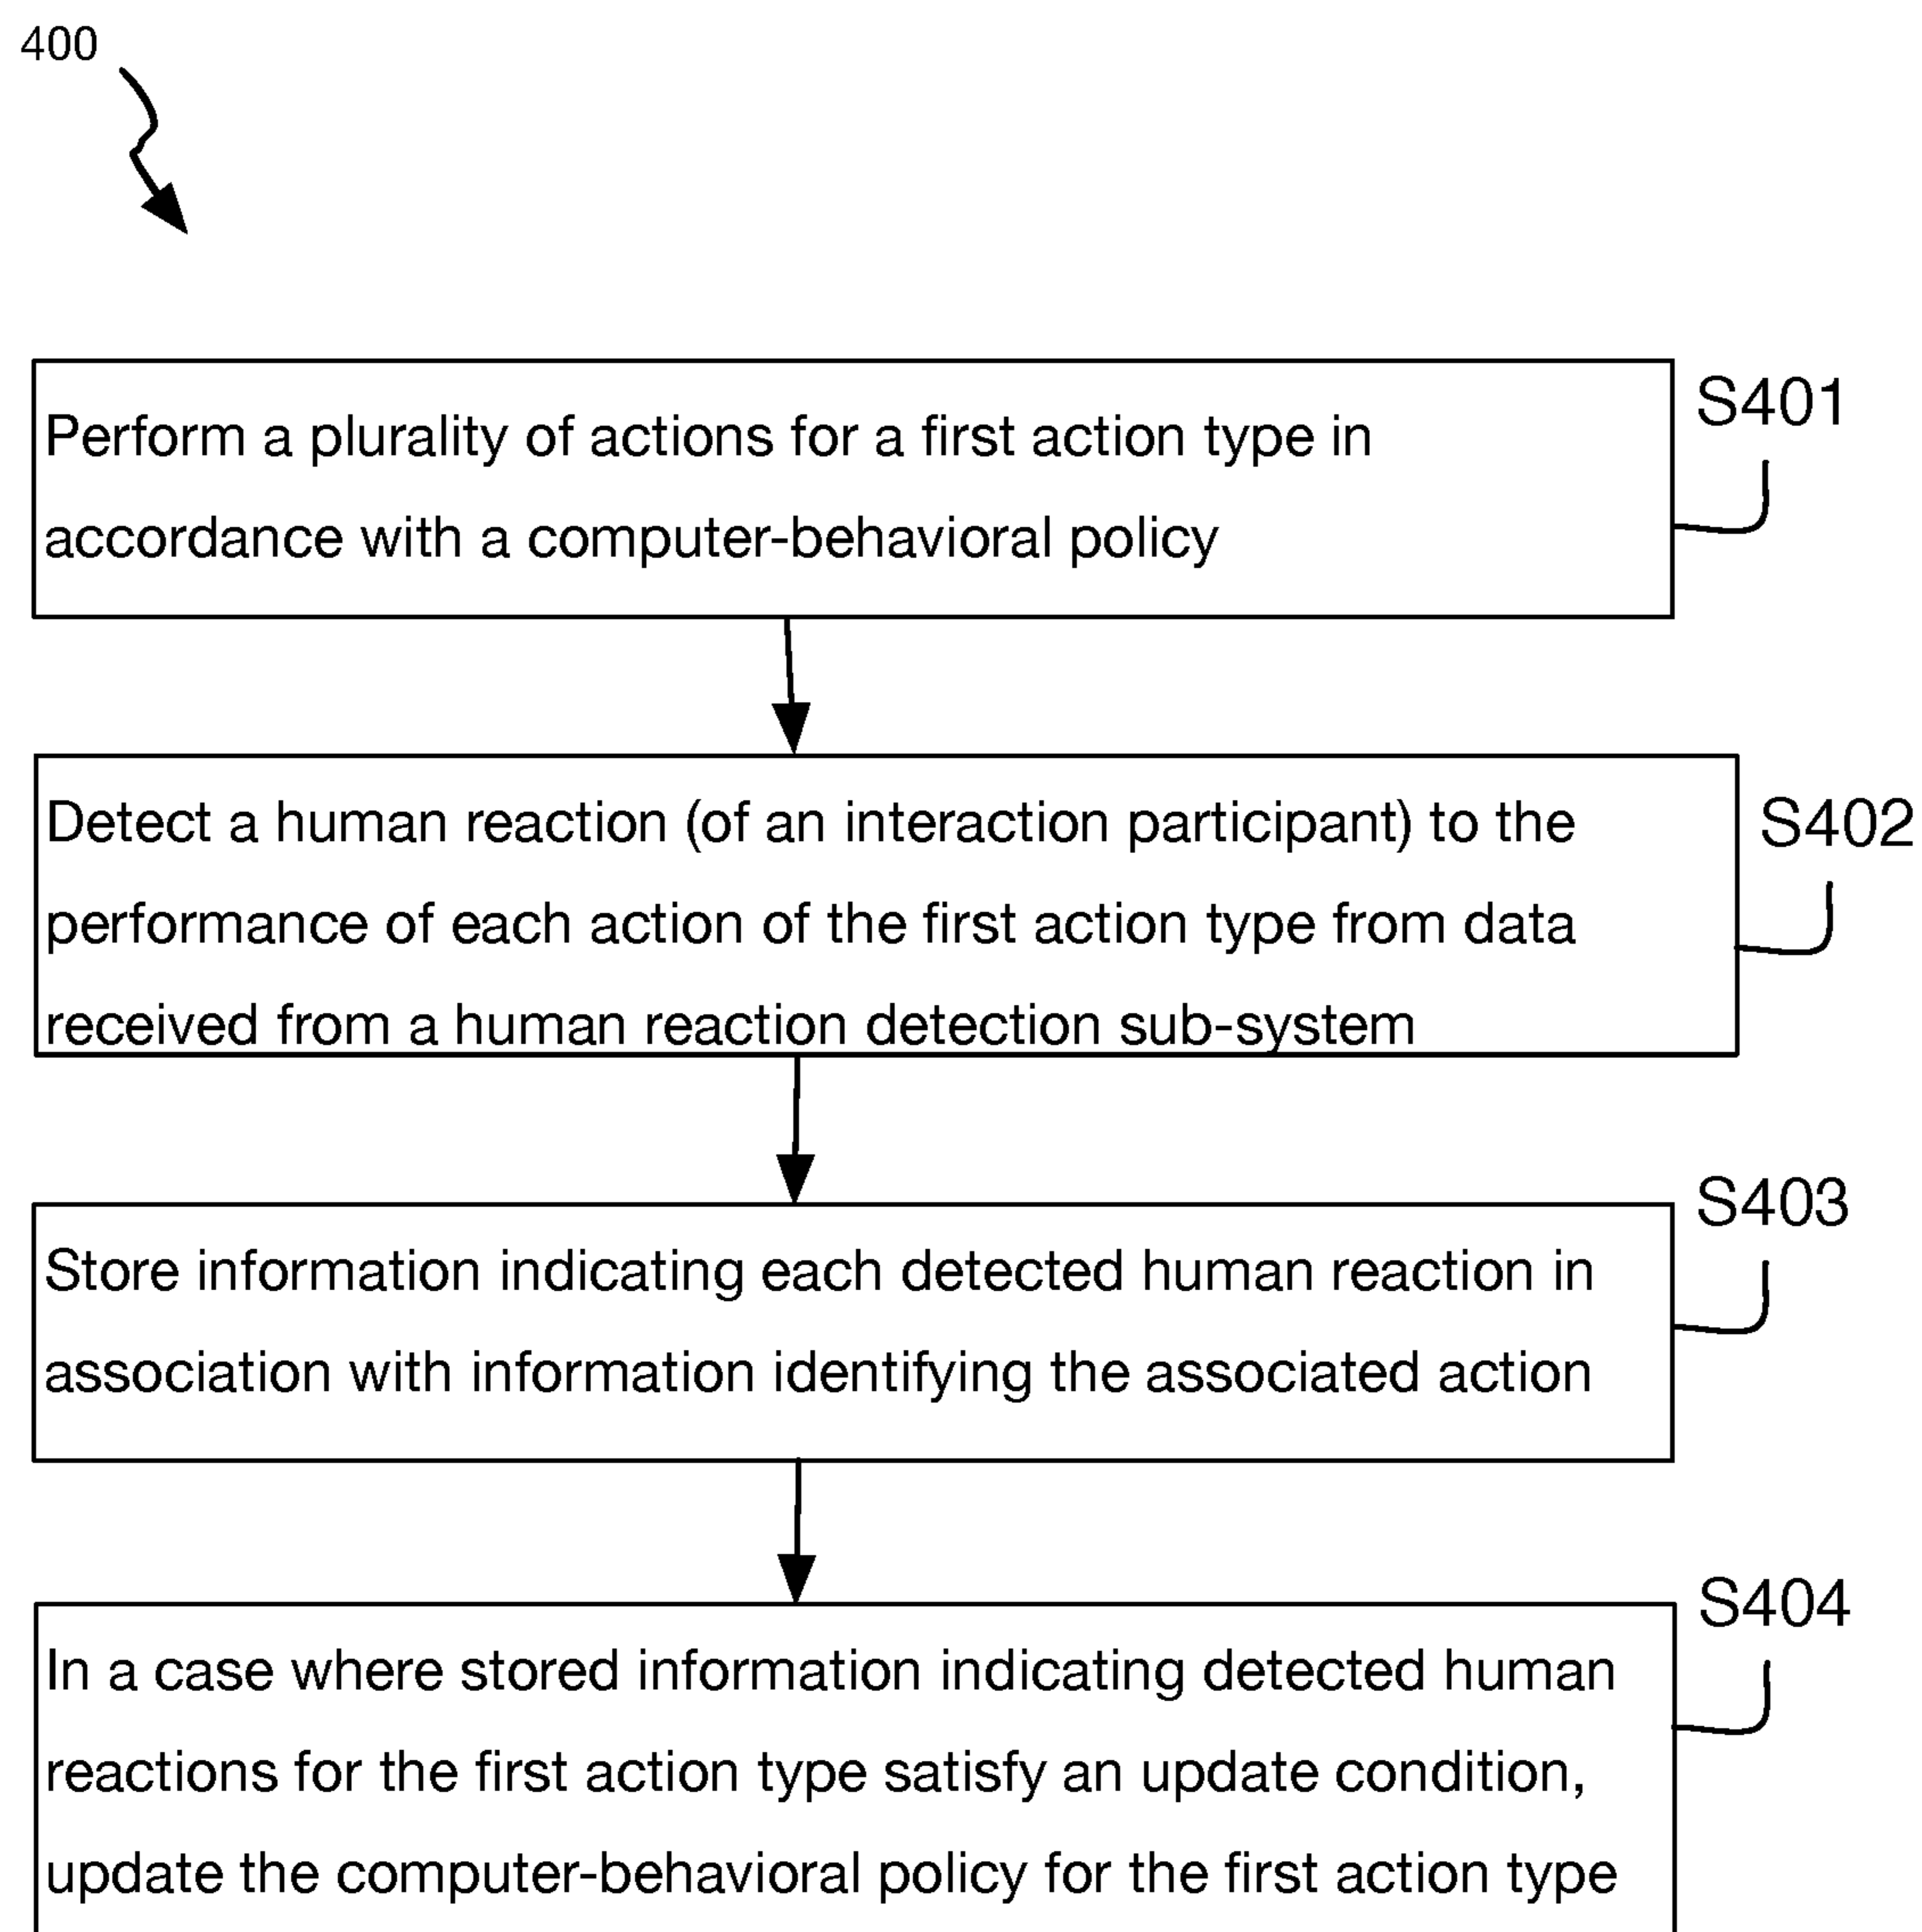 400
S401
Perform a plurality of actions for a first action type in
accordance with a computer-behavioral policy
S402
Detect a human reaction (of an interaction participant) to the
performance of each action of the first action type from data
received from a human reaction detection sub-system
S403
Store information indicating each detected human reaction in
association with information identifying the associated action
S404
In a case where stored information indicating detected human
reactions for the first action type satisfy an update condition,
update the computer-behavioral policy for the first action type